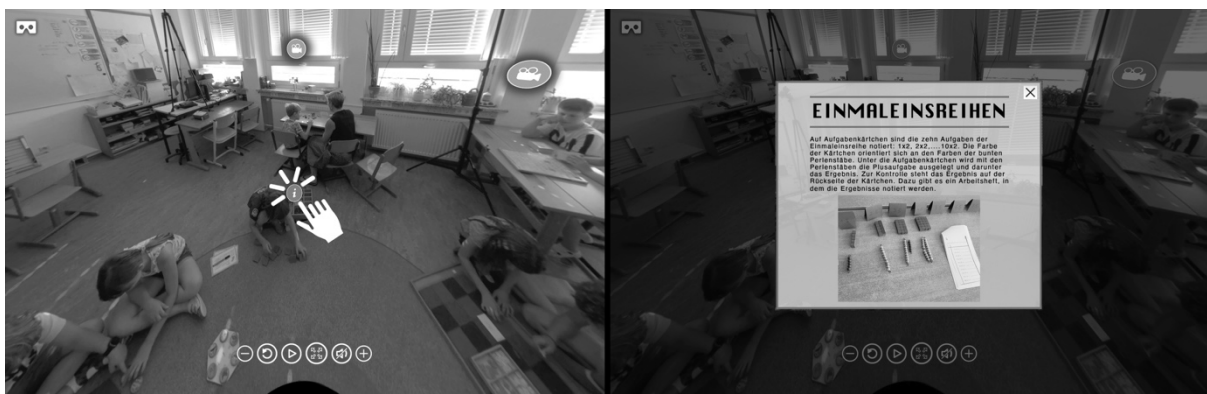 i
EINMALEINSREIHEN
Auf Aufgabenkärtchen sind die zehn Aufgaben der
Einmaleinsreihe notiert: 1x2, 2x2,....10x2. Die Farbe
der Kärtchen orientiert sich an den Farben der bunten
Perlenstäbe. Unter die Aufgabenkärtchen wird mit den
Perlenstäben die Plusaufgabe ausgelegt und darunter
das Ergebnis. Zur Kontrolle steht das Ergebnis auf der
Rückseite der Kärtchen. Dazu gibt es ein Arbeitsheft, in
dem die Ergebnisse notiert werden.